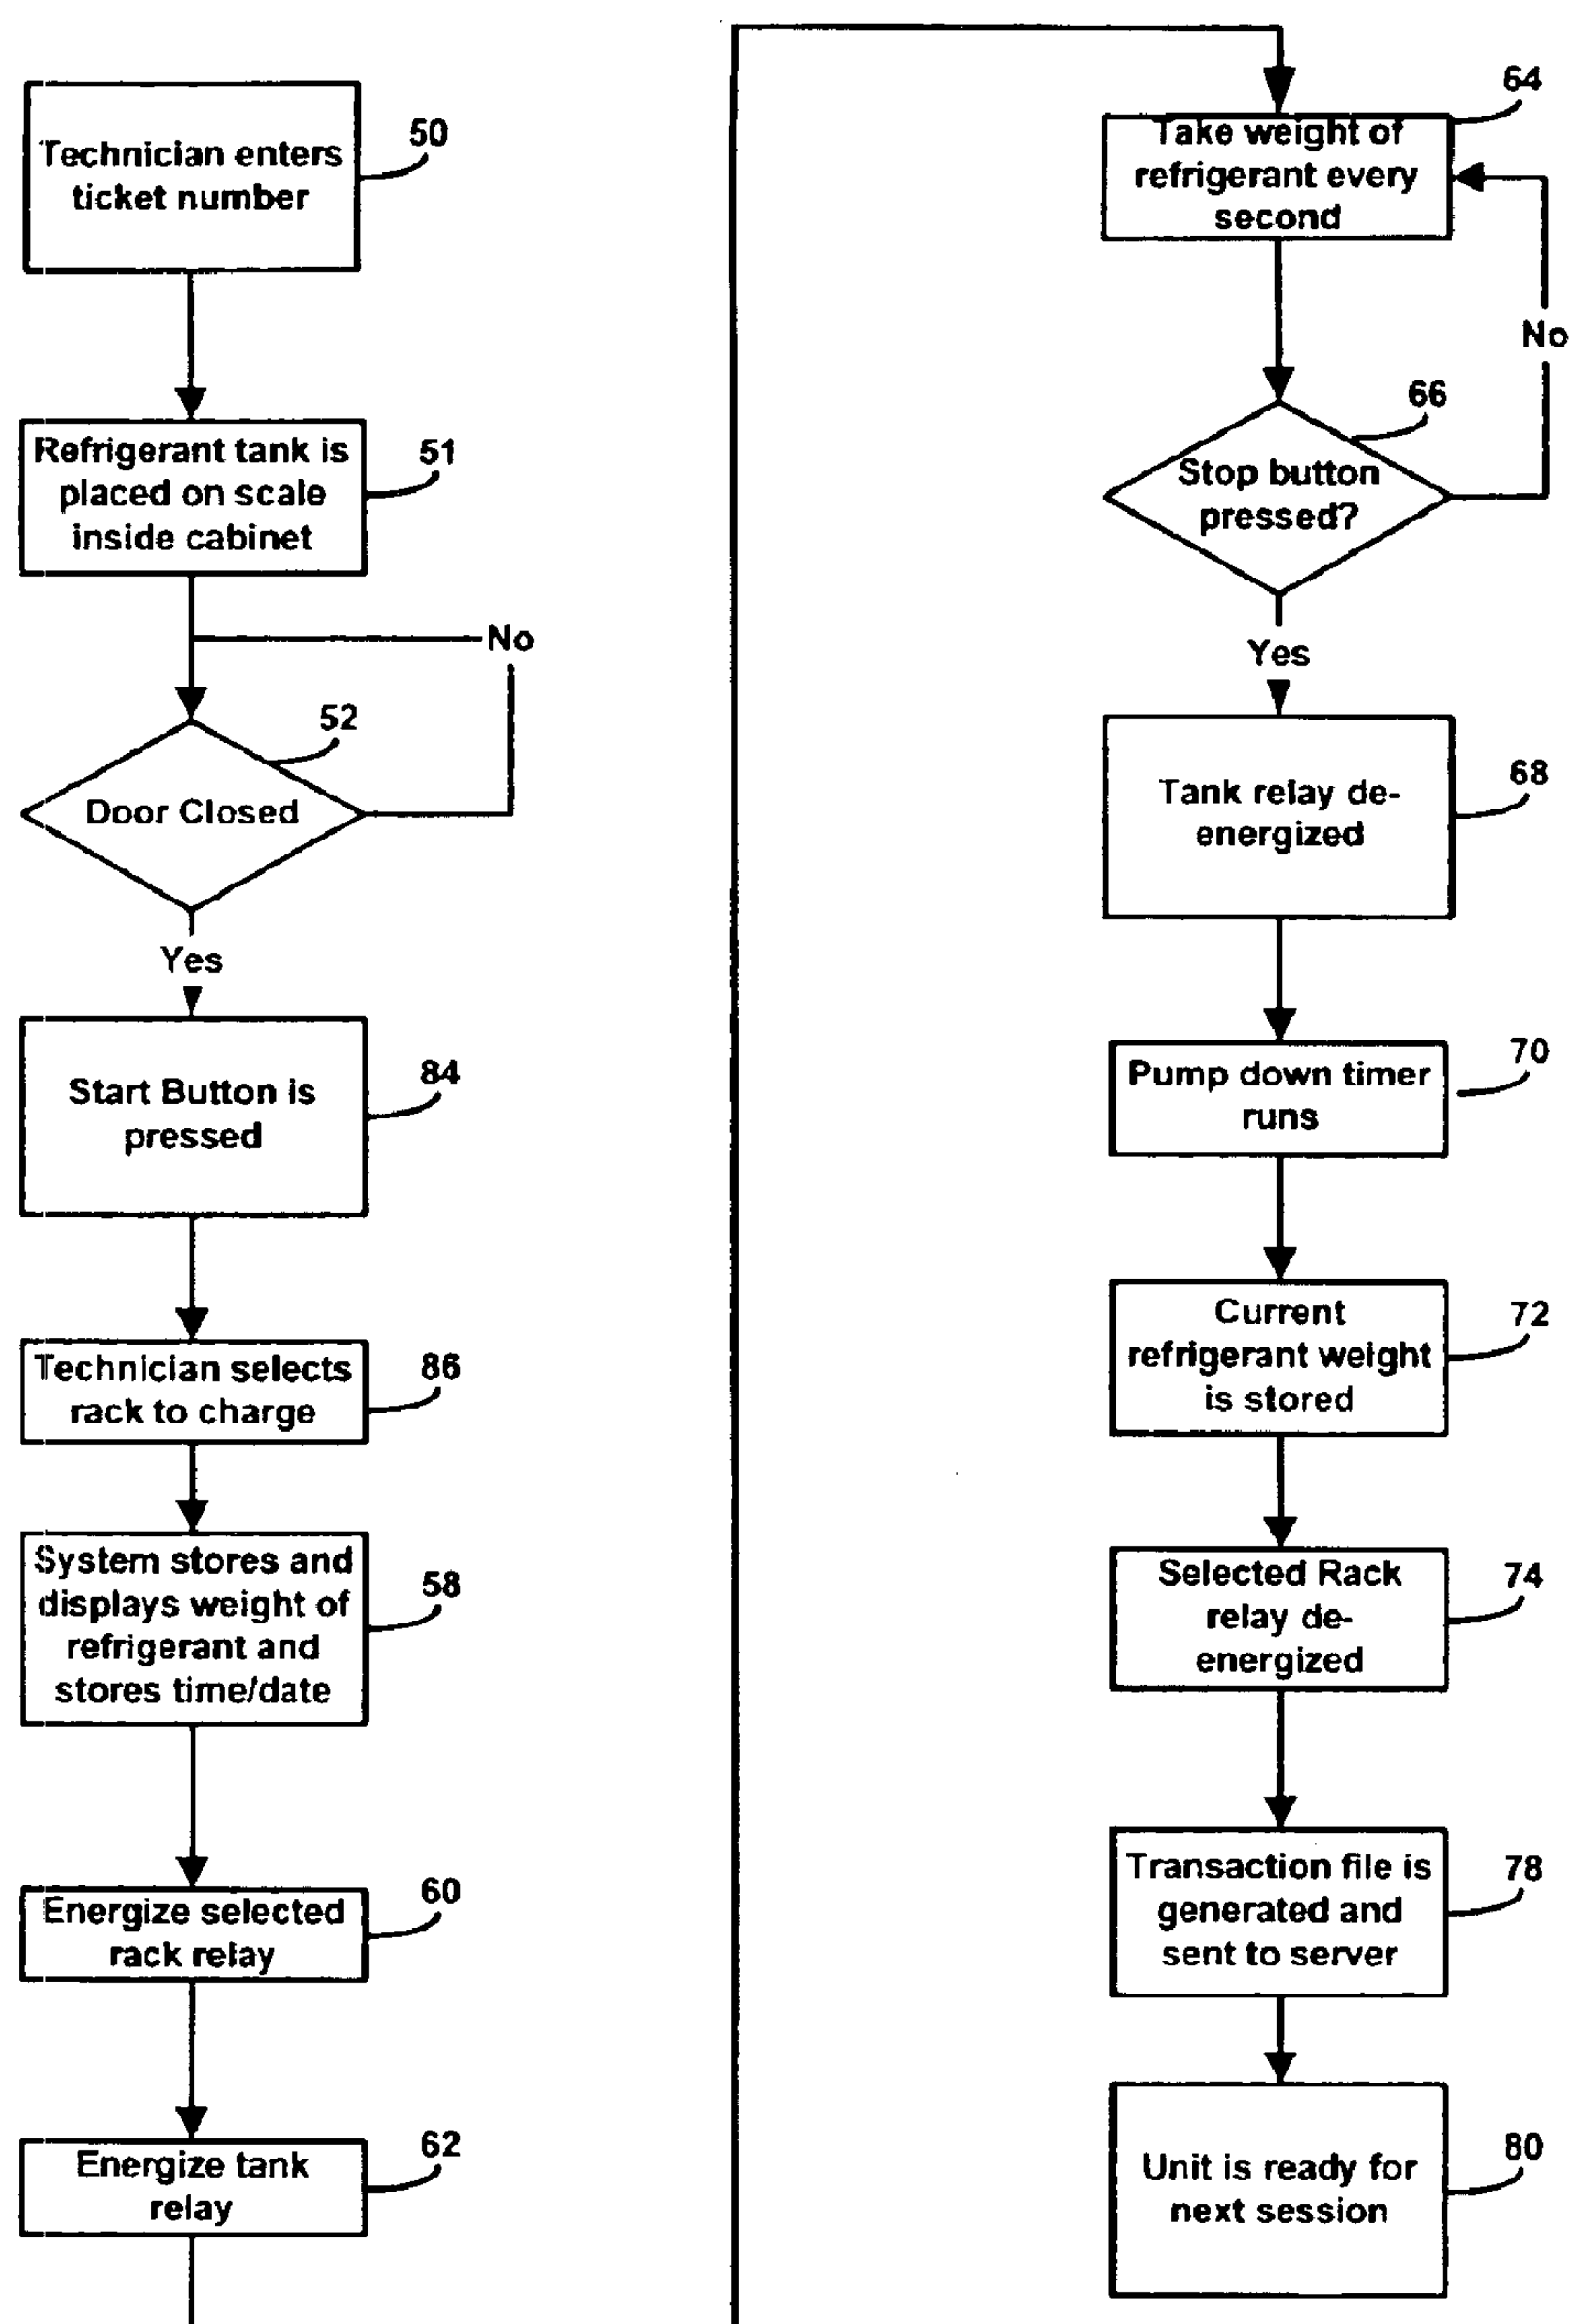 Technician enters
ticket number
50
Refrigerant tank is
placed on scale
inside cabinet
51
No
52
Door Closed
Yes
Start Button is
pressed
84
Technician selects
rack to charge
86
System stores and
displays weight of
refrigerant and
stores time/date
58
Energize selected
rack relay
60
Energize tank
relay
62
64
Take weight of
refrigerant every
second
No
66
Stop button
pressed?
Yes
Tank relay de-
energized
68
Pump down timer
runs
70
Current
refrigerant weight
is stored
72
Selected Rack
relay de-
energized
74
Transaction file is
generated and
sent to server
78
Unit is ready for
next session
80